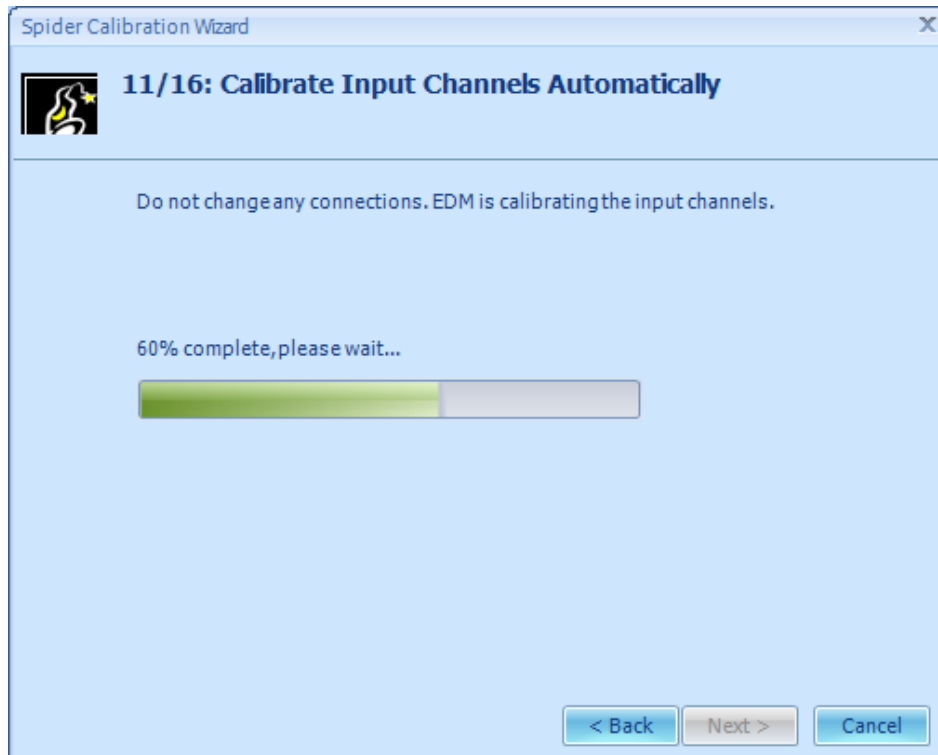 Spider Calibration Wizard
X
11/16: Calibrate Input Channels Automatically
Do not change any connections. EDM is calibrating the input channels.
60% complete, please wait...
< Back Next > Cancel